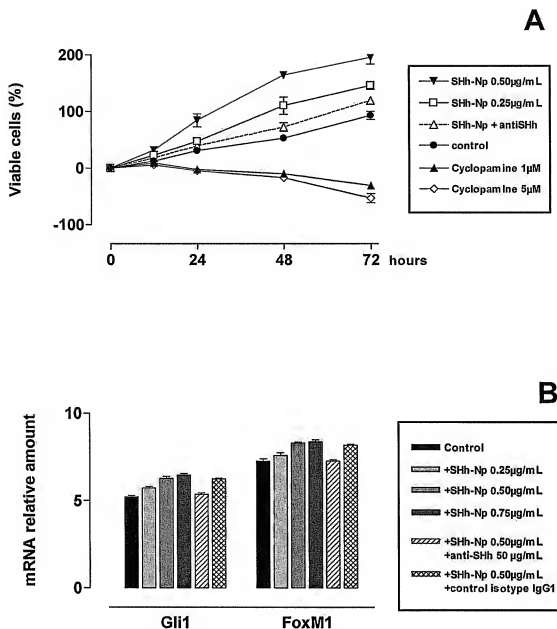 A
Viable cells (%)
200
100
0
-100
0
24
48
72
hours
SHh-Np 0.50µg/mL
SHh-Np 0.25µg/mL
SHh-Np + antiSHh
control
Cyclopamine 1µM
Cyclopamine 5µM
B
mRNA relative amount
10
5
0
Gli1
FoxM1
Control
+SHh-Np 0.25µg/mL
+SHh-Np 0.50µg/mL
+SHh-Np 0.75µg/mL
+SHh-Np 0.50µg/mL
+anti-SHh 50 µg/mL
+SHh-Np 0.50µg/mL
+control isotype IgG1